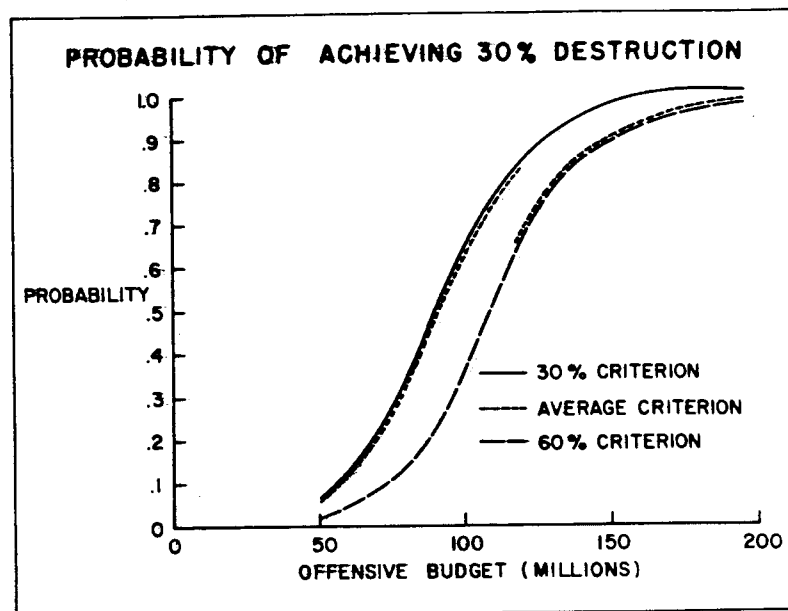 PROBABILITY OF ACHIEVING 30% DESTRUCTION
1.0
.9
.8
.7
.6
PROBABILITY
.5
.4
.3
.2
.1
0
30% CRITERION
AVERAGE CRITERION
60% CRITERION
0 50 100 150 200
OFFENSIVE BUDGET (MILLIONS)